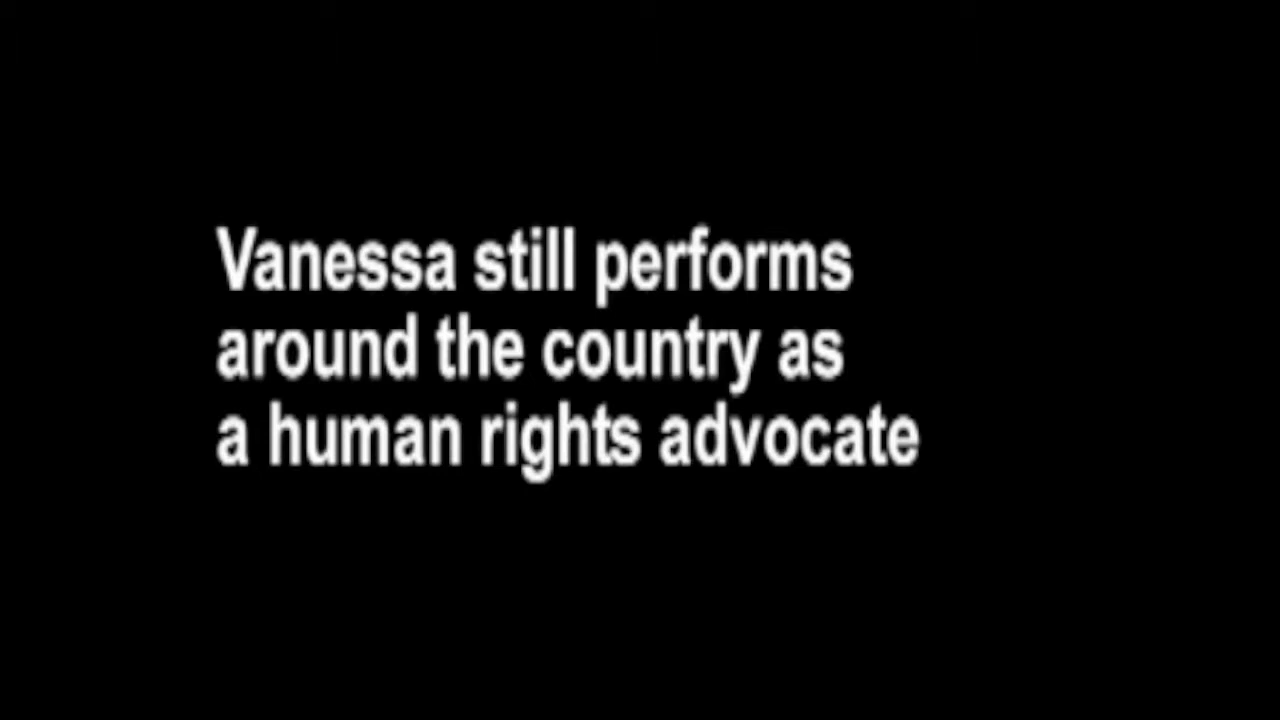 Vanessa still performs
around the country as
a human rights advocate